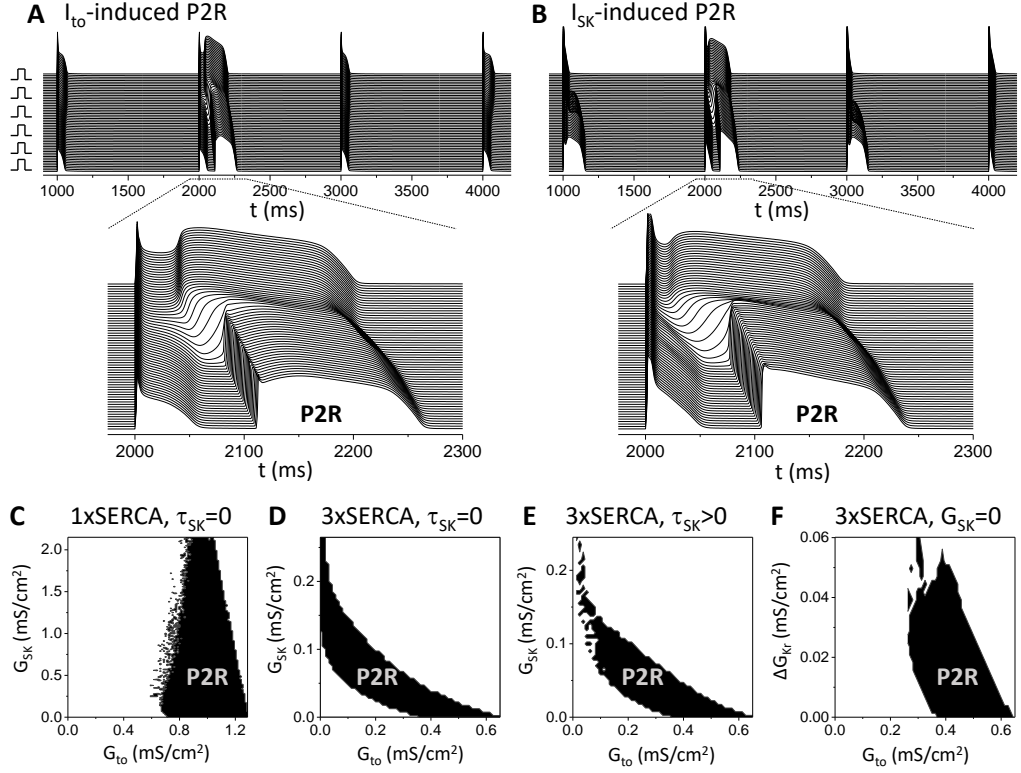 A I_to-induced P2R
B I_SK-induced P2R
1000 1500 2000 2500 3000 3500 4000
t (ms)
1000 1500 2000 2500 3000 3500 4000
t (ms)
P2R
2000 2100 2200 2300
t (ms)
P2R
2000 2100 2200 2300
t (ms)
C 1xSERCA, τ_SK=0
D 3xSERCA, τ_SK=0
E 3xSERCA, τ_SK>0
F 3xSERCA, G_SK=0
G_SK (mS/cm²)
2.0
1.5
1.0
0.5
0.0
P2R
0.0 0.4 0.8 1.2
G_to (mS/cm²)
G_SK (mS/cm²)
0.2
0.1
0.0
P2R
0.0 0.2 0.4 0.6
G_to (mS/cm²)
G_SK (mS/cm²)
0.2
0.1
0.0
P2R
0.0 0.2 0.4 0.6
G_to (mS/cm²)
ΔG_Kr (mS/cm²)
0.06
0.04
0.02
0.00
P2R
0.0 0.2 0.4 0.6
G_to (mS/cm²)